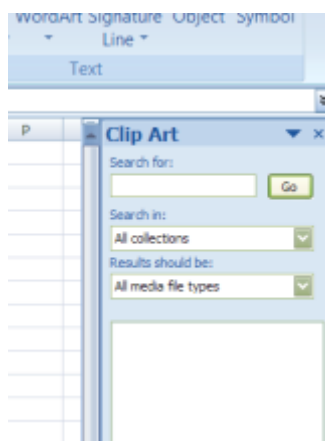 WordArt Signature Object Symbol
Line
Text
P
Clip Art
Search for:
Go
Search in:
All collections
Results should be:
All media file types